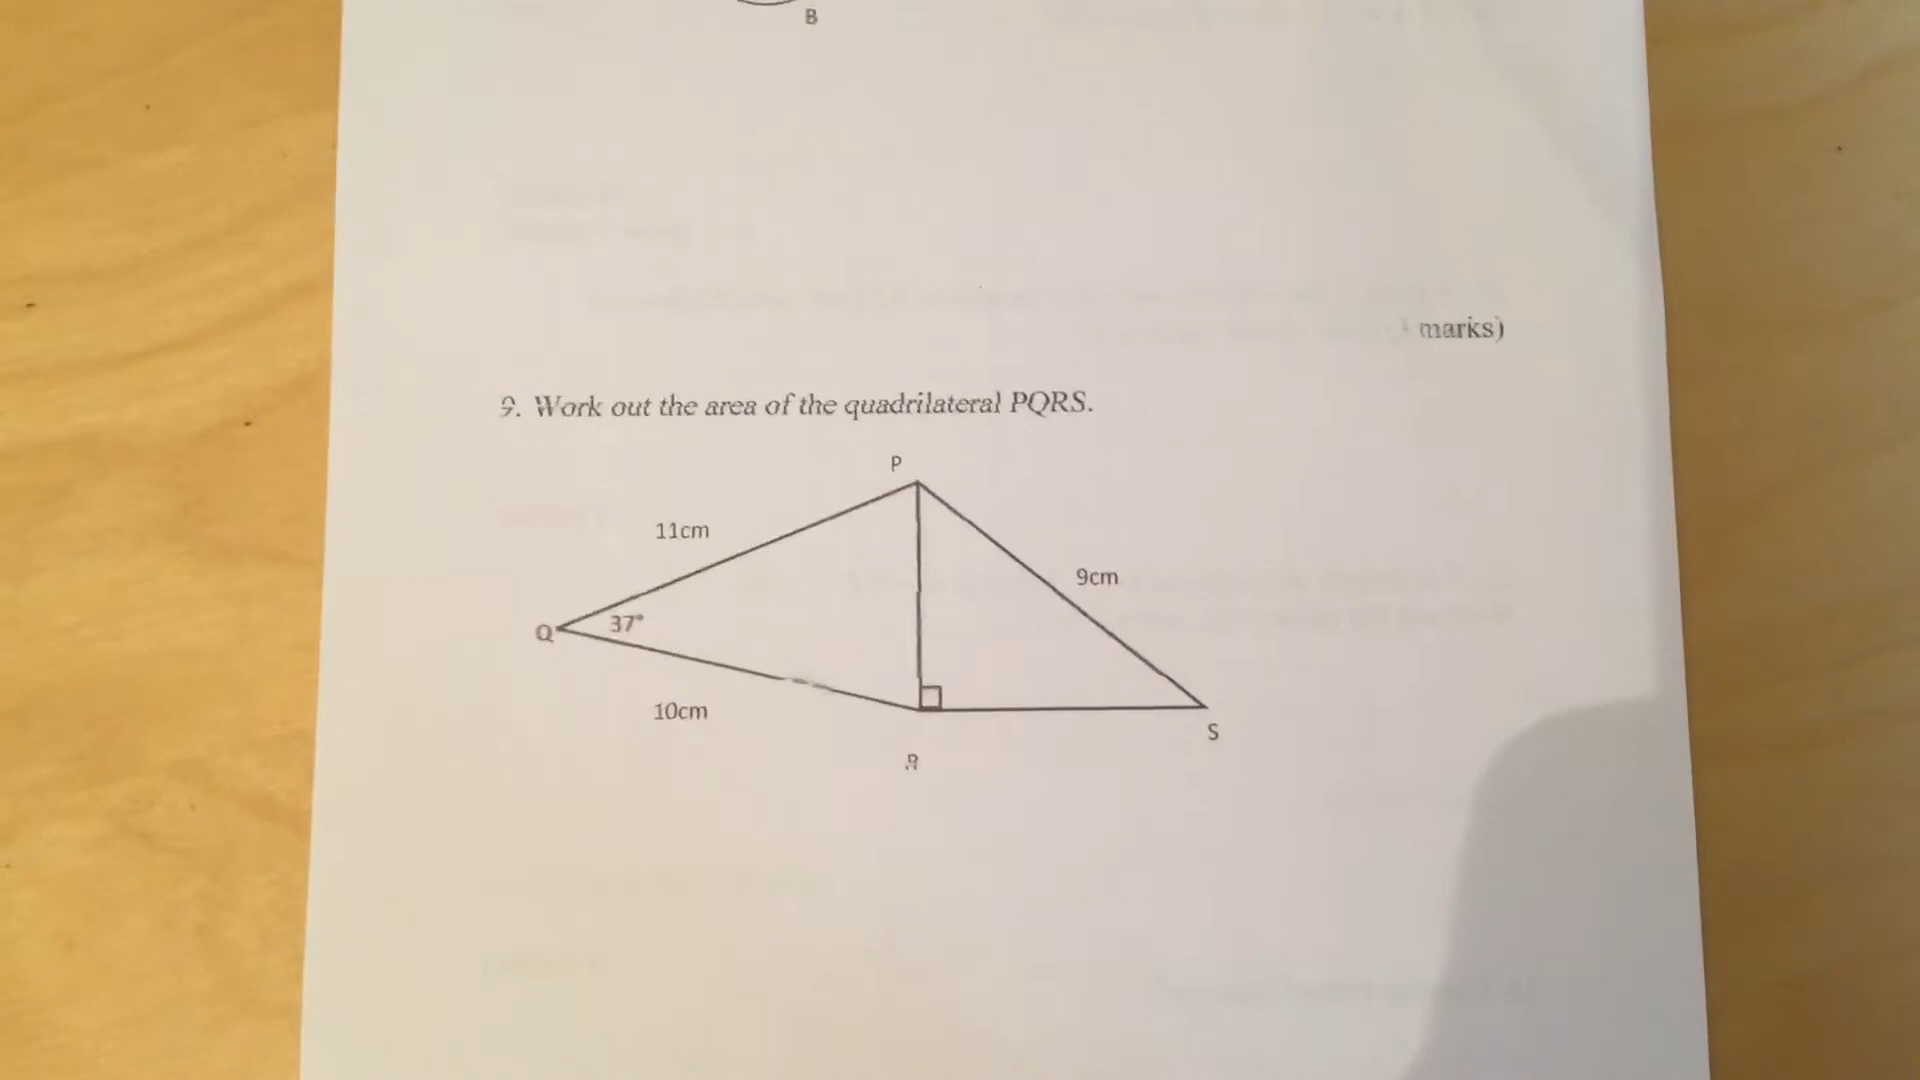 B
marks)
9. Work out the area of the quadrilateral PQRS.
P
11cm
9cm
Q
37°
10cm
S
R